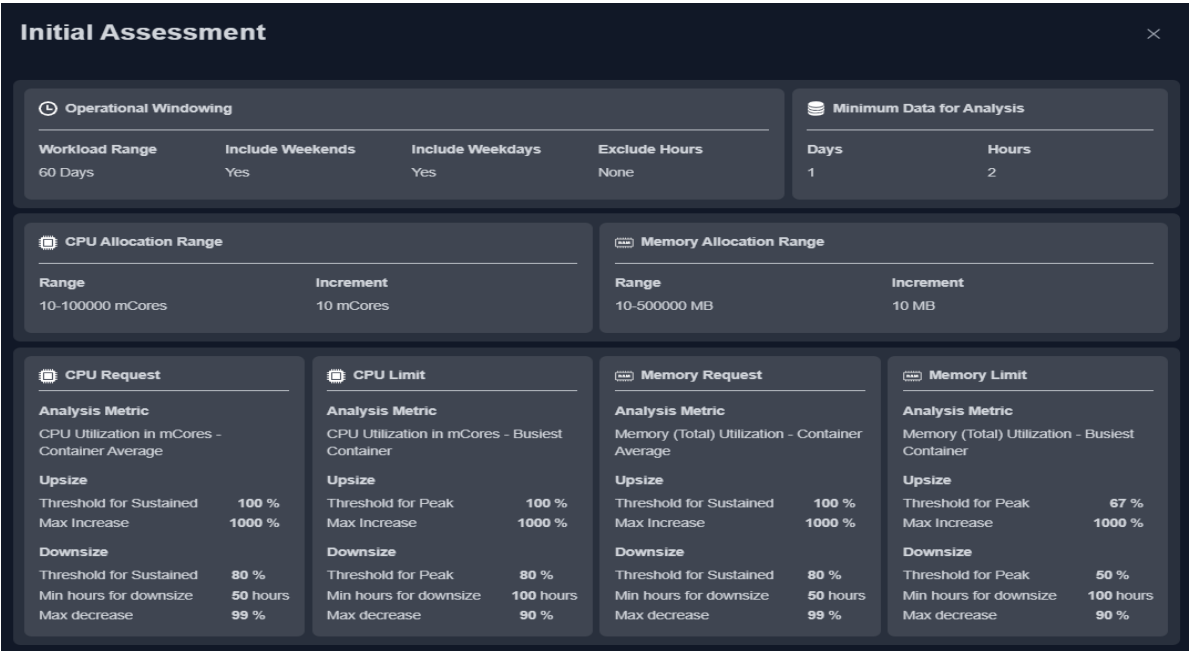 Initial Assessment
Operational Windowing
Workload Range Include Weekends Include Weekdays Exclude Hours
60 Days Yes Yes None
Minimum Data for Analysis
Days Hours
1 2
CPU Allocation Range
Range Increment
10-100000 mCores 10 mCores
Memory Allocation Range
Range Increment
10-500000 MB 10 MB
CPU Request
Analysis Metric
CPU Utilization in mCores -
Container Average
Upsize
Threshold for Sustained 100 %
Max Increase 1000 %
Downsize
Threshold for Sustained 80 %
Min hours for downsize 50 hours
Max decrease 99 %
CPU Limit
Analysis Metric
CPU Utilization in mCores - Busiest
Container
Upsize
Threshold for Peak 100 %
Max Increase 1000 %
Downsize
Threshold for Peak 80 %
Min hours for downsize 100 hours
Max decrease 90 %
Memory Request
Analysis Metric
Memory (Total) Utilization - Container
Average
Upsize
Threshold for Sustained 100 %
Max Increase 1000 %
Downsize
Threshold for Sustained 80 %
Min hours for downsize 50 hours
Max decrease 99 %
Memory Limit
Analysis Metric
Memory (Total) Utilization - Busiest
Container
Upsize
Threshold for Peak 67 %
Max Increase 1000 %
Downsize
Threshold for Peak 50 %
Min hours for downsize 100 hours
Max decrease 90 %